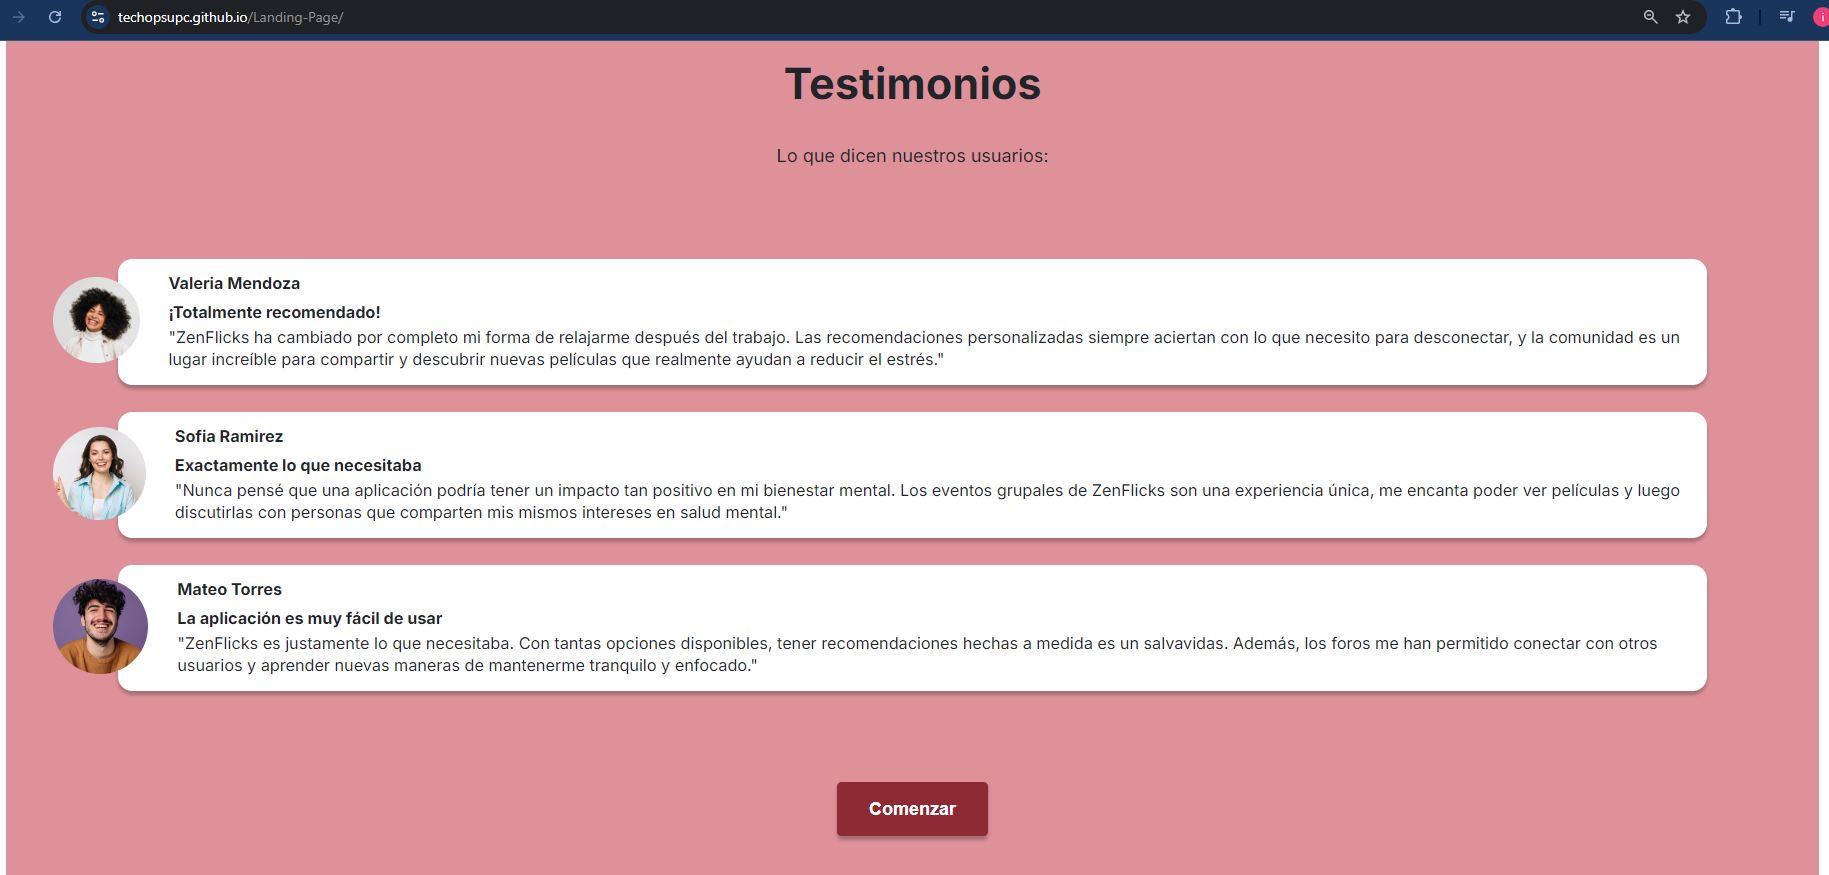 techopsupc.github.io/Landing-Page/
i
Testimonios
Lo que dicen nuestros usuarios:
Valeria Mendoza
¡Totalmente recomendado!
"ZenFlicks ha cambiado por completo mi forma de relajarme después del trabajo. Las recomendaciones personalizadas siempre aciertan con lo que necesito para desconectar, y la comunidad es un
lugar increíble para compartir y descubrir nuevas películas que realmente ayudan a reducir el estrés."
Sofia Ramirez
Exactamente lo que necesitaba
"Nunca pensé que una aplicación podría tener un impacto tan positivo en mi bienestar mental. Los eventos grupales de ZenFlicks son una experiencia única, me encanta poder ver películas y luego
discutirlas con personas que comparten mis mismos intereses en salud mental."
Mateo Torres
La aplicación es muy fácil de usar
"ZenFlicks es justamente lo que necesitaba. Con tantas opciones disponibles, tener recomendaciones hechas a medida es un salvavidas. Además, los foros me han permitido conectar con otros
usuarios y aprender nuevas maneras de mantenerme tranquilo y enfocado."
Comenzar